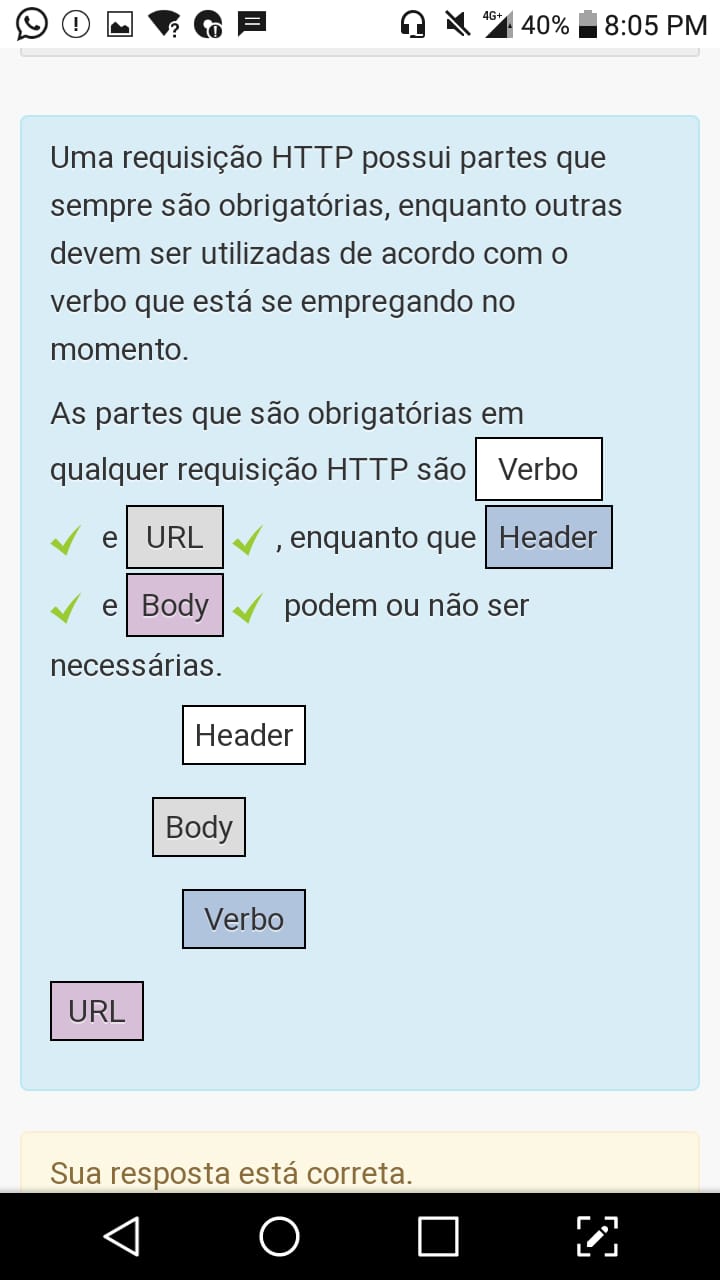 4G+ 40% 8:05 PM
Uma requisição HTTP possui partes que
sempre são obrigatórias, enquanto outras
devem ser utilizadas de acordo com o
verbo que está se empregando no
momento.
As partes que são obrigatórias em
qualquer requisição HTTP são Verbo
e URL , enquanto que Header
e Body podem ou não ser
necessárias.
Header
Body
Verbo
URL
Sua resposta está correta.